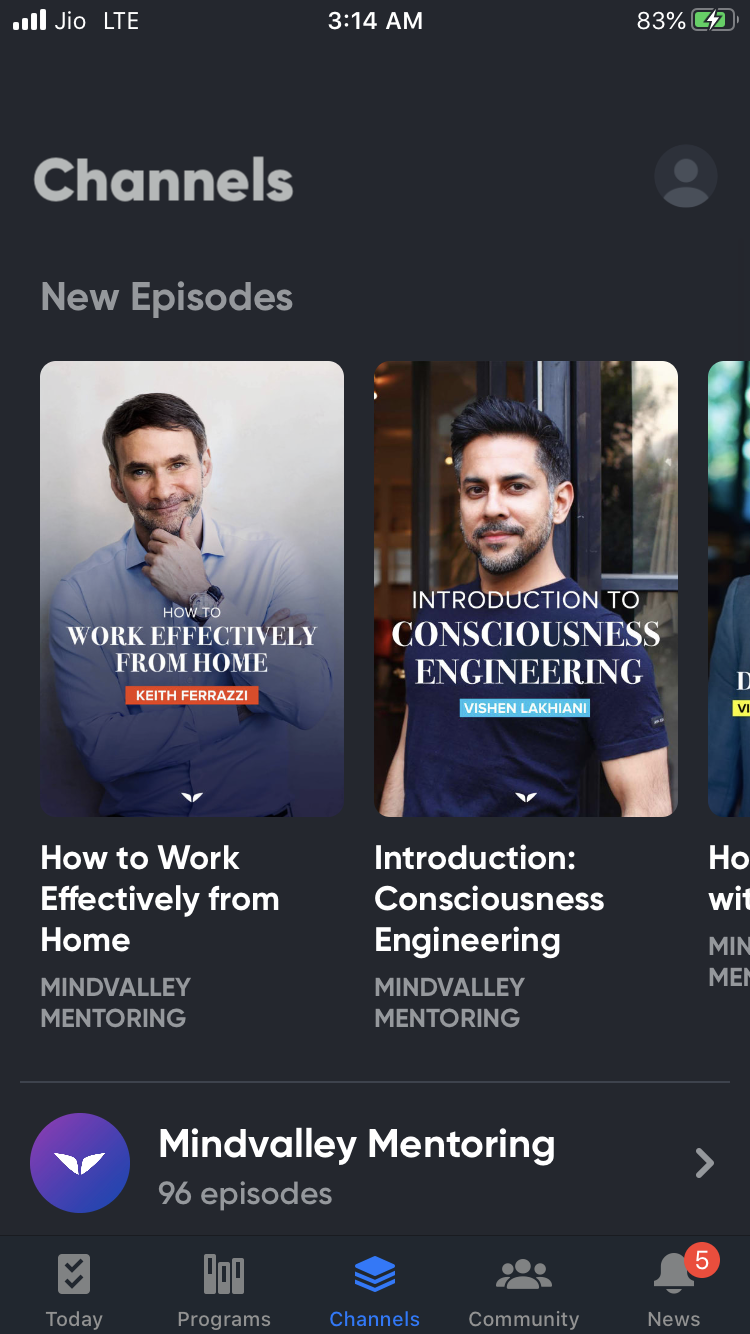 Jio LTE 3:14 AM 83%
Channels
New Episodes
HOW TO
WORK EFFECTIVELY
FROM HOME
KEITH FERRAZZI
INTRODUCTION TO
CONSCIOUSNESS
ENGINEERING
VISHEN LAKHIANI
D
VI
How to Work
Effectively from
Home
MINDVALLEY
MENTORING
Introduction:
Consciousness
Engineering
MINDVALLEY
MENTORING
Ho
wit
MIN
MEN
Mindvalley Mentoring
96 episodes
Today Programs Channels Community News
5